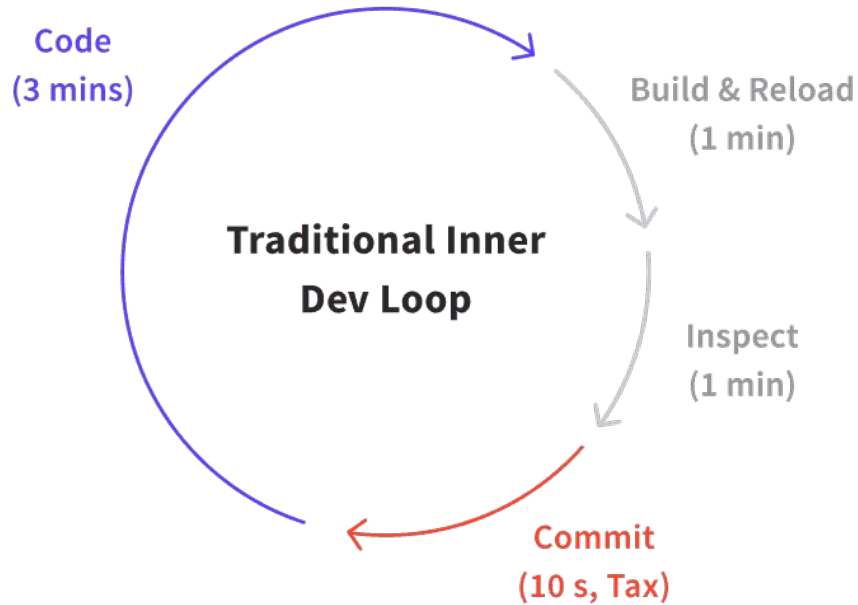 Code
(3 mins)
Build & Reload
(1 min)
Traditional Inner
Dev Loop
Inspect
(1 min)
Commit
(10 s, Tax)